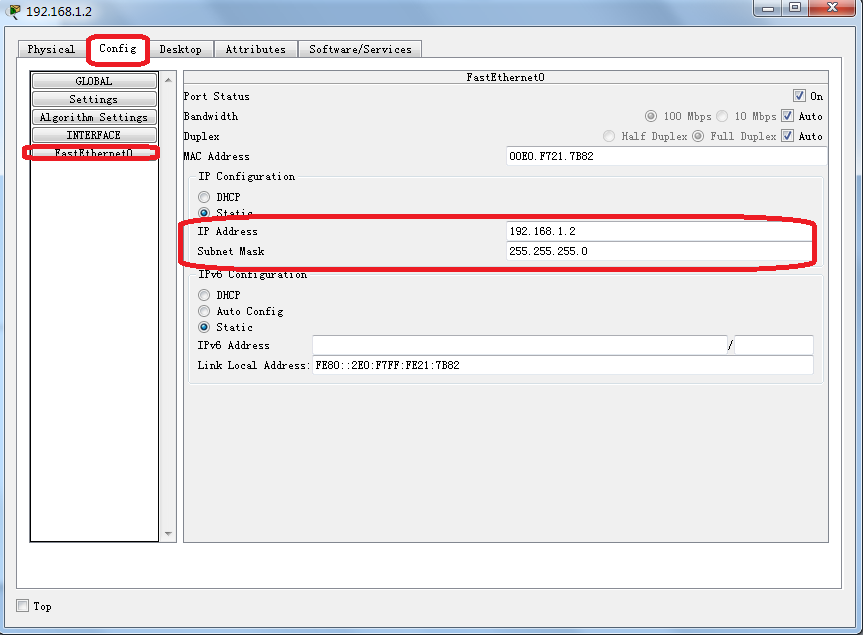 192.168.1.2
Physical Config Desktop Attributes Software/Services
GLOBAL
Settings
Algorithm Settings
INTERFACE
FastEthernet0
FastEthernet0
Port Status On
Bandwidth 100 Mbps 10 Mbps Auto
Duplex Half Duplex Full Duplex Auto
MAC Address 00E0.F721.7B82
IP Configuration
DHCP
Static
IP Address 192.168.1.2
Subnet Mask 255.255.255.0
IPv6 Configuration
DHCP
Auto Config
Static
IPv6 Address /
Link Local Address: FE80::2E0:F7FF:FE21:7B82
Top